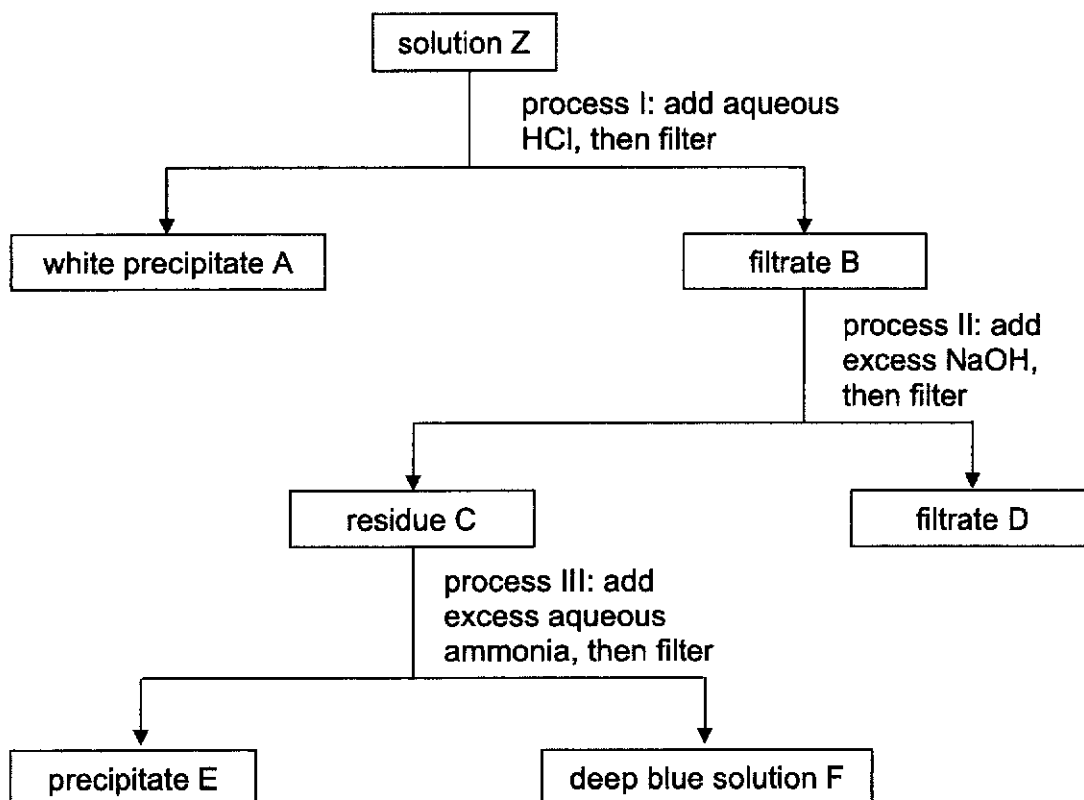 solution Z
process I: add aqueous
HCl, then filter
white precipitate A
filtrate B
process II: add
excess NaOH,
then filter
residue C
filtrate D
process III: add
excess aqueous
ammonia, then filter
precipitate E
deep blue solution F